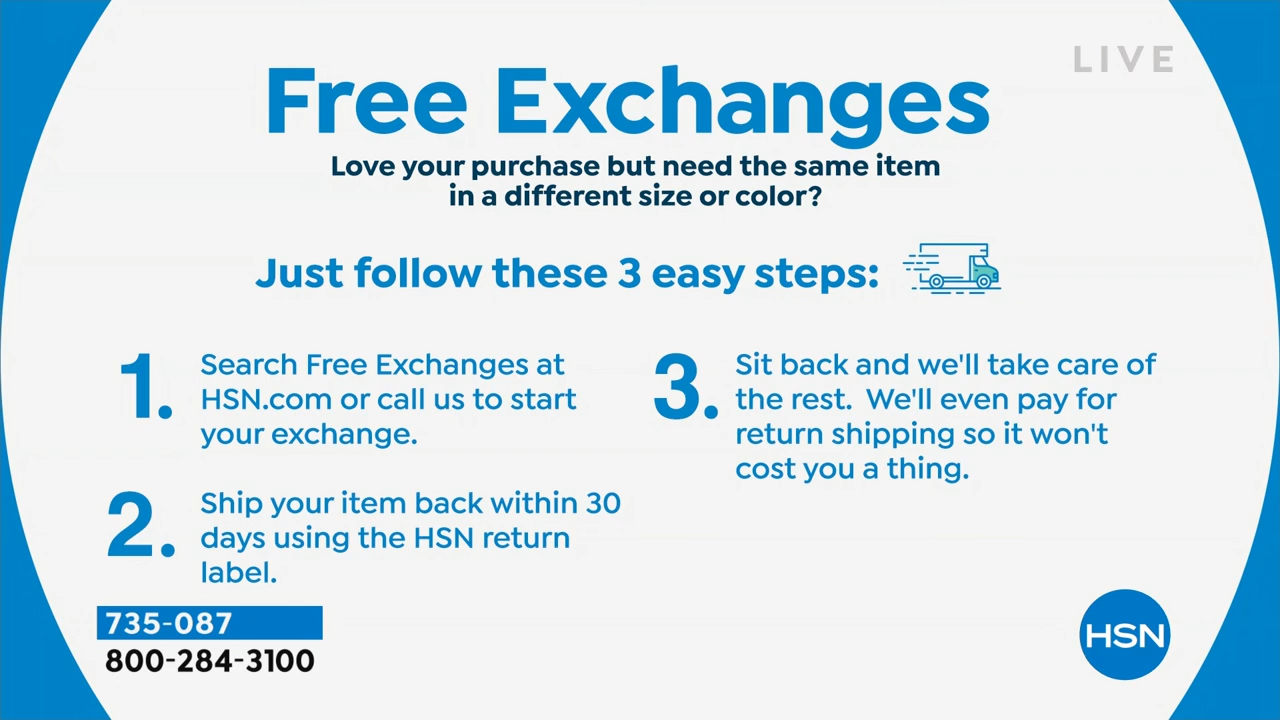 LIVE
Free Exchanges
Love your purchase but need the same item
in a different size or color?
Just follow these 3 easy steps:
1. Search Free Exchanges at
HSN.com or call us to start
your exchange.
2. Ship your item back within 30
days using the HSN return
label.
3. Sit back and we'll take care of
the rest.  We'll even pay for
return shipping so it won't
cost you a thing.
735-087
800-284-3100
HSN